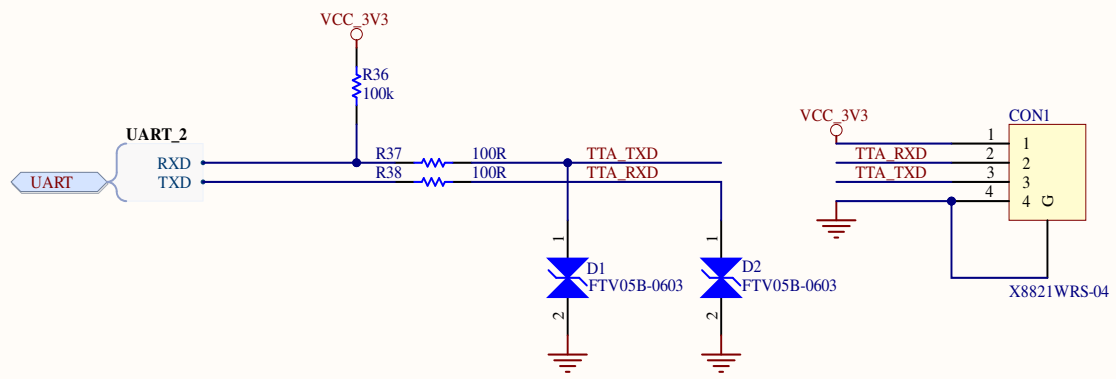 VCC_3V3
R36
100k
UART_2
RXD
TXD
UART
R37
100R
TTA_TXD
R38
100R
TTA_RXD
1
D1
FTV05B-0603
2
1
D2
FTV05B-0603
2
VCC_3V3
CON1
1
1
TTA_RXD
2
2
TTA_TXD
3
3
4
4
G
X8821WRS-04